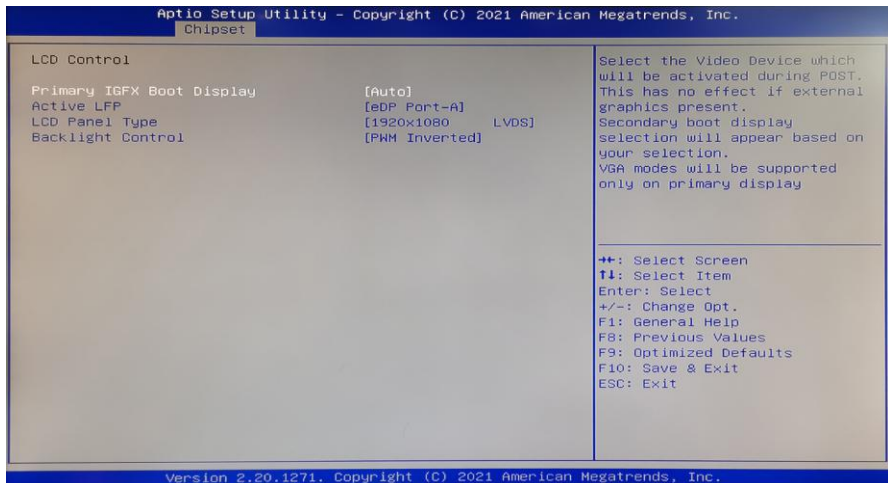 Aptio Setup Utility – Copyright (C) 2021 American Megatrends, Inc.
Chipset
LCD Control
Primary IGFX Boot Display [Auto]
Active LFP [eDP Port-A]
LCD Panel Type [1920x1080 LVDS]
Backlight Control [PWM Inverted]
Select the Video Device which
will be activated during POST.
This has no effect if external
graphics present.
Secondary boot display
selection will appear based on
your selection.
VGA modes will be supported
only on primary display
→←: Select Screen
↑↓: Select Item
Enter: Select
+/-: Change Opt.
F1: General Help
F8: Previous Values
F9: Optimized Defaults
F10: Save & Exit
ESC: Exit
Version 2.20.1271. Copyright (C) 2021 American Megatrends, Inc.